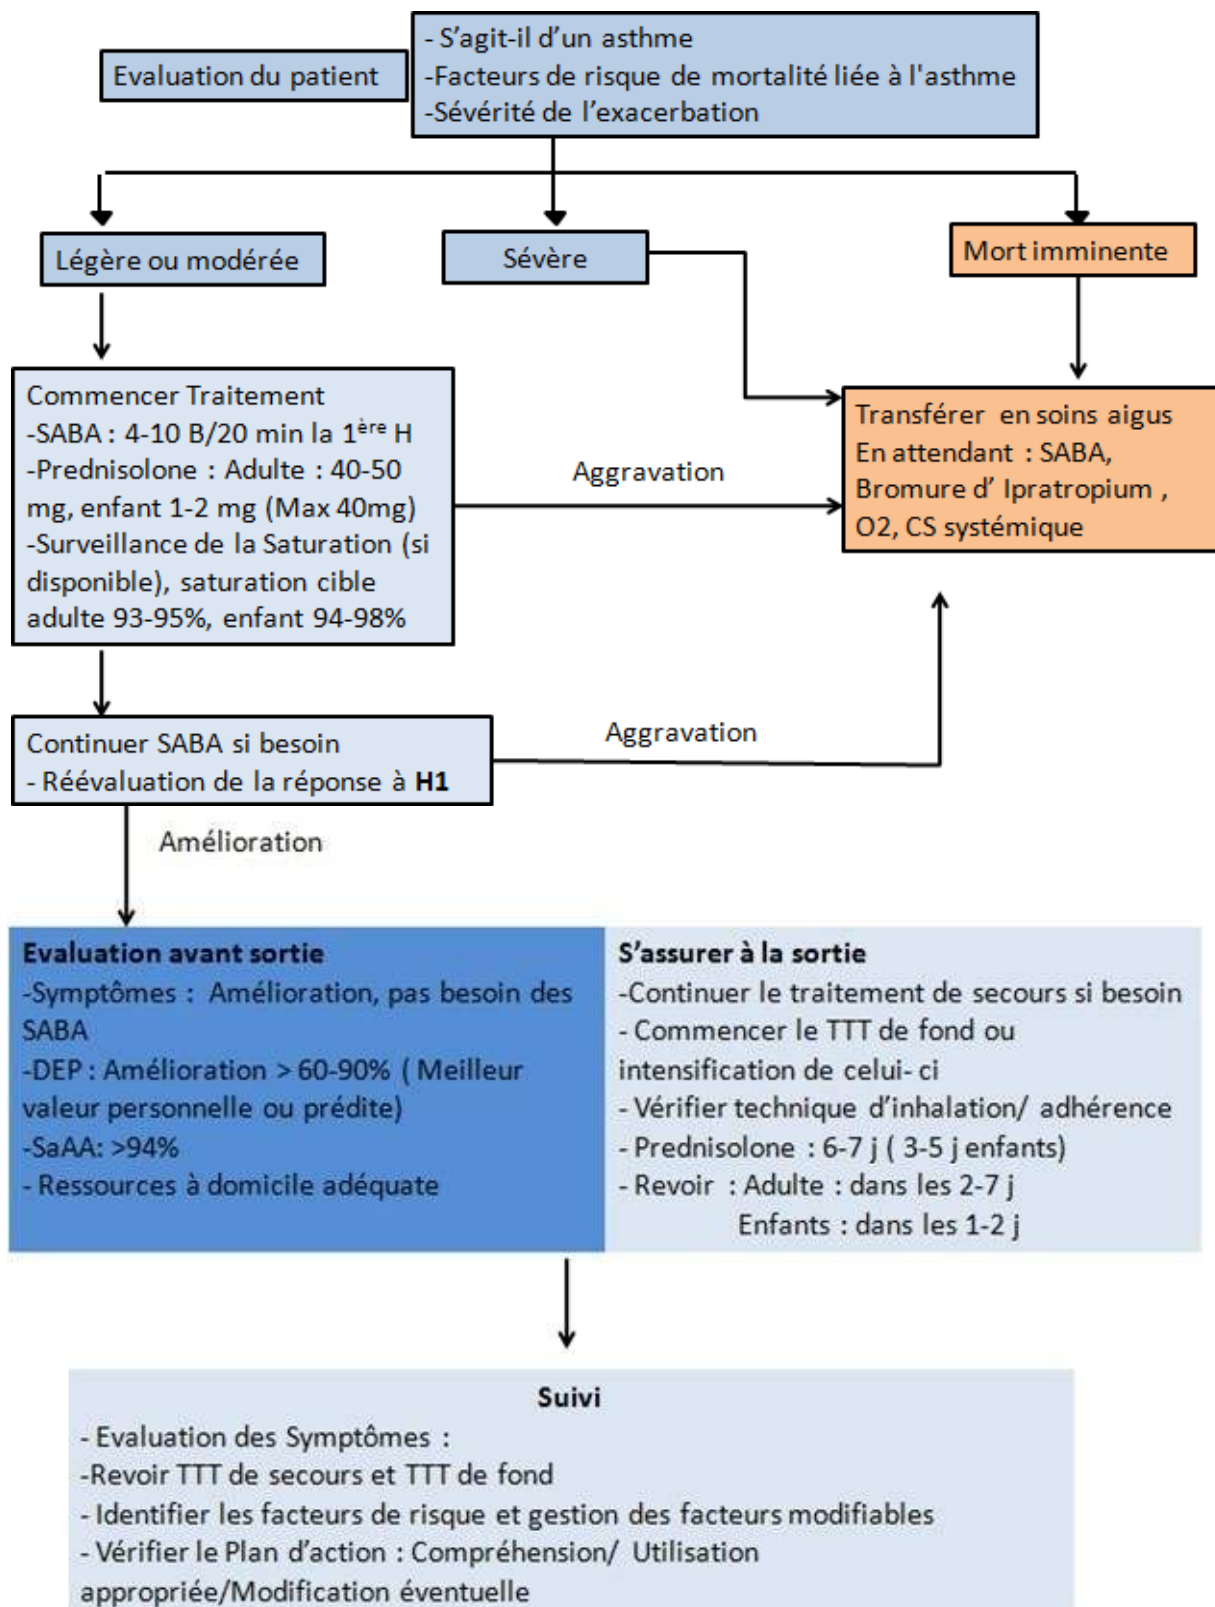 Evaluation du patient
- S’agit-il d’un asthme
-Facteurs de risque de mortalité liée à l'asthme
-Sévérité de l’exacerbation
Légère ou modérée
Sévère
Mort imminente
Commencer Traitement
-SABA : 4-10 B/20 min la 1ère H
-Prednisolone : Adulte : 40-50
mg, enfant 1-2 mg (Max 40mg)
-Surveillance de la Saturation (si
disponible), saturation cible
adulte 93-95%, enfant 94-98%
Aggravation
Transférer en soins aigus
En attendant : SABA,
Bromure d’ Ipratropium ,
O2, CS systémique
Continuer SABA si besoin
- Réévaluation de la réponse à H1
Aggravation
Amélioration
Evaluation avant sortie
-Symptômes : Amélioration, pas besoin des
SABA
-DEP : Amélioration > 60-90% ( Meilleur
valeur personnelle ou prédite)
-SaAA: >94%
- Ressources à domicile adéquate
S’assurer à la sortie
-Continuer le traitement de secours si besoin
- Commencer le TTT de fond ou
intensification de celui- ci
- Vérifier technique d’inhalation/ adhérence
- Prednisolone : 6-7 j ( 3-5 j enfants)
- Revoir : Adulte : dans les 2-7 j
Enfants : dans les 1-2 j
Suivi
- Evaluation des Symptômes :
-Revoir TTT de secours et TTT de fond
- Identifier les facteurs de risque et gestion des facteurs modifiables
- Vérifier le Plan d’action : Compréhension/ Utilisation
appropriée/Modification éventuelle